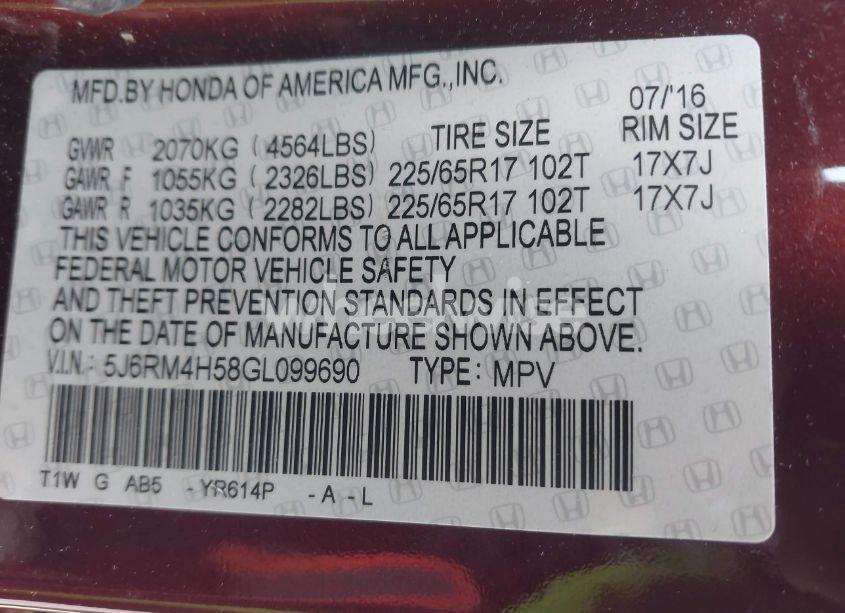 MFD.BY HONDA OF AMERICA MFG.,INC.
07/'16
TIRE SIZE RIM SIZE
GVWR 2070KG (4564LBS)
GAWR F 1055KG (2326LBS) 225/65R17 102T 17X7J
GAWR R 1035KG (2282LBS) 225/65R17 102T 17X7J
THIS VEHICLE CONFORMS TO ALL APPLICABLE
FEDERAL MOTOR VEHICLE SAFETY
AND THEFT PREVENTION STANDARDS IN EFFECT
ON THE DATE OF MANUFACTURE SHOWN ABOVE.
V.I.N.: 5J6RM4H58GL099690 TYPE: MPV
T1W G AB5 -YR614P -A-L